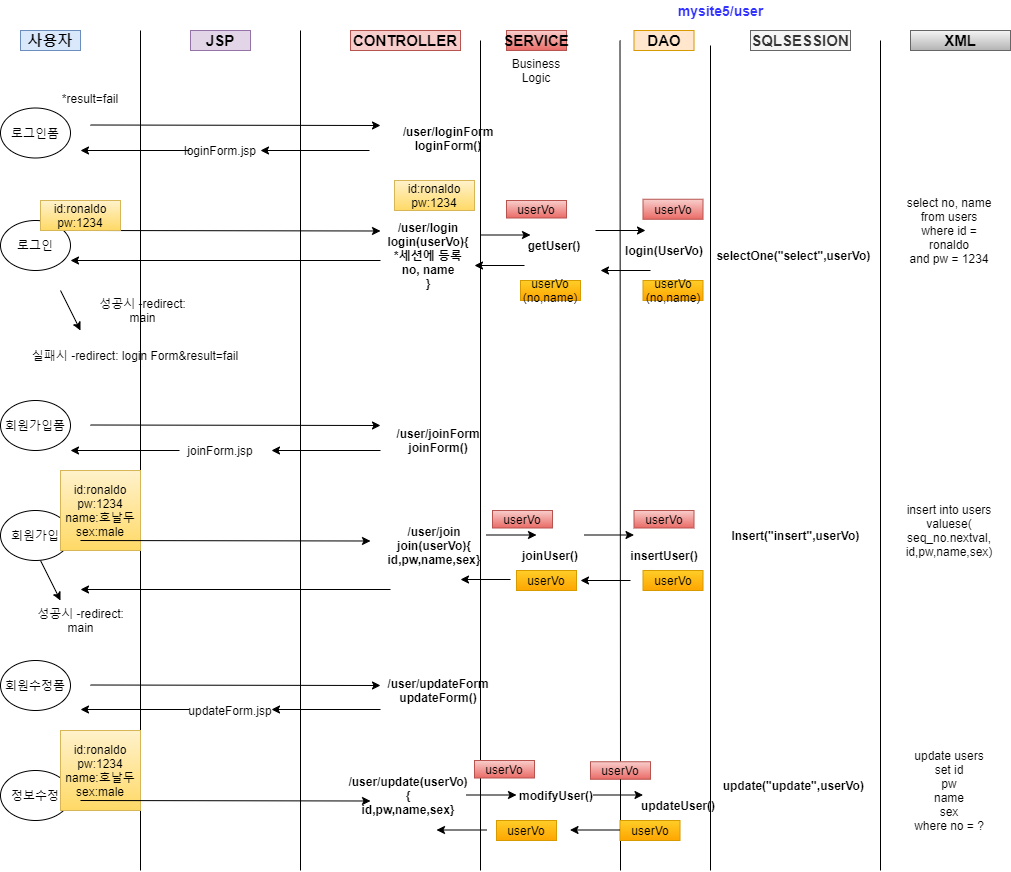 mysite5/user
사용자
JSP
CONTROLLER
SERVICE
DAO
SQLSESSION
XML
Business
Logic
*result=fail
로그인폼
/user/loginForm
loginForm()
loginForm.jsp
id:ronaldo
pw:1234
로그인
id:ronaldo
pw:1234
/user/login
login(userVo){
*세션에 등록
no, name
}
userVo
getUser()
userVo
(no,name)
userVo
login(UserVo)
userVo
(no,name)
selectOne("select",userVo)
select no, name
from users
where id =
ronaldo
and pw = 1234
성공시 -redirect:
main
실패시 -redirect: login Form&result=fail
회원가입폼
/user/joinForm
joinForm()
joinForm.jsp
id:ronaldo
pw:1234
name:호날두
sex:male
회원가입
/user/join
join(userVo){
id,pw,name,sex}
userVo
joinUser()
userVo
userVo
insertUser()
userVo
Insert("insert",userVo)
insert into users
valuese(
seq_no.nextval,
id,pw,name,sex)
성공시 -redirect:
main
회원수정폼
/user/updateForm
updateForm()
updateForm.jsp
id:ronaldo
pw:1234
name:호날두
sex:male
정보수정
/user/update(userVo)
{
id,pw,name,sex}
userVo
modifyUser()
userVo
userVo
updateUser()
userVo
update("update",userVo)
update users
set id
pw
name
sex
where no = ?